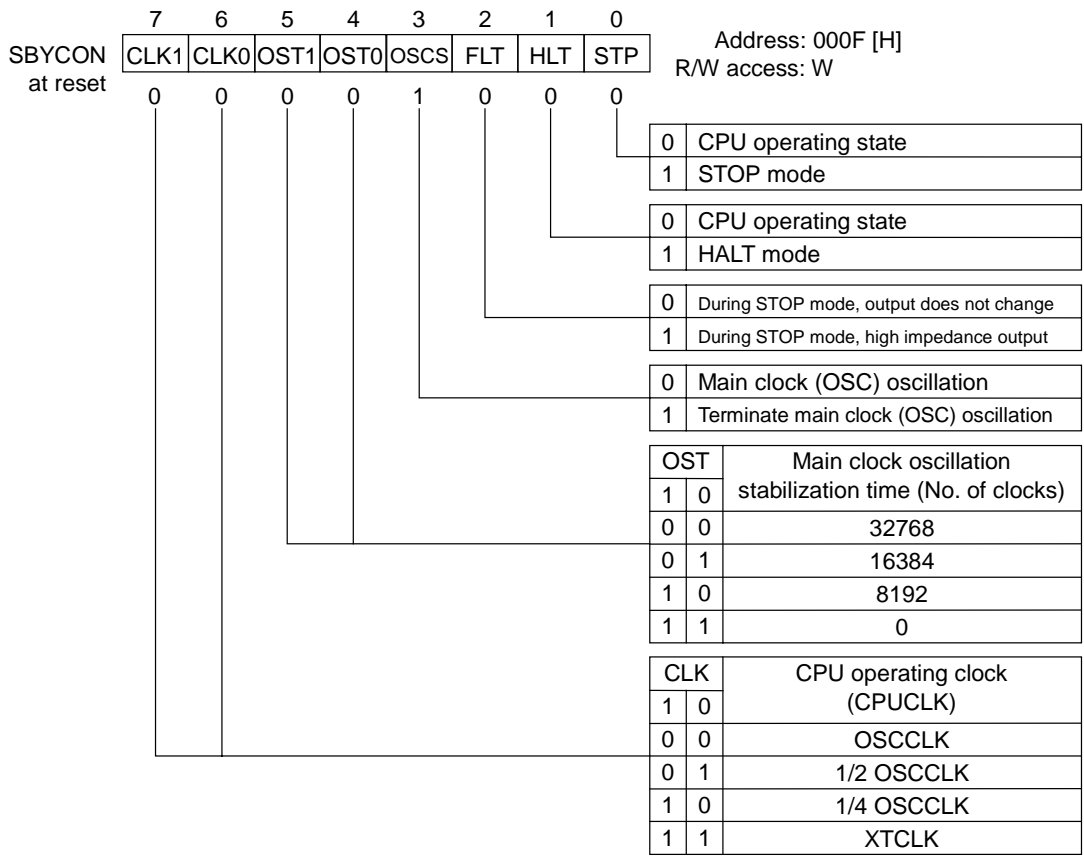 7 6 5 4 3 2 1 0
SBYCON CLK1 CLK0 OST1 OST0 OSCS FLT HLT STP
at reset 0 0 0 0 1 0 0 0
Address: 000F [H]
R/W access: W
0 CPU operating state
1 STOP mode
0 CPU operating state
1 HALT mode
0 During STOP mode, output does not change
1 During STOP mode, high impedance output
0 Main clock (OSC) oscillation
1 Terminate main clock (OSC) oscillation
OST Main clock oscillation
1 0 stabilization time (No. of clocks)
0 0 32768
0 1 16384
1 0 8192
1 1 0
CLK CPU operating clock
1 0 (CPUCLK)
0 0 OSCCLK
0 1 1/2 OSCCLK
1 0 1/4 OSCCLK
1 1 XTCLK